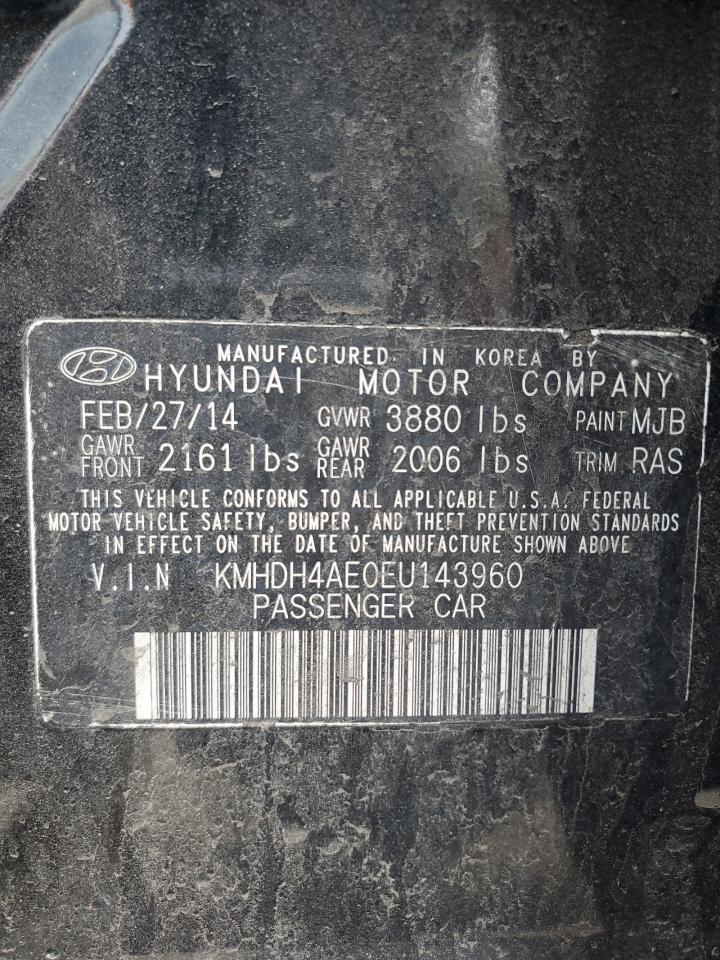 MANUFACTURED IN KOREA BY
HYUNDAI MOTOR COMPANY
FEB/27/14 GVWR 3880 lbs PAINT MJB
GAWR FRONT 2161 lbs GAWR REAR 2006 lbs TRIM RAS
THIS VEHICLE CONFORMS TO ALL APPLICABLE U.S.A. FEDERAL
MOTOR VEHICLE SAFETY, BUMPER, AND THEFT PREVENTION STANDARDS
IN EFFECT ON THE DATE OF MANUFACTURE SHOWN ABOVE
V.I.N KMHDH4AE0EU143960
PASSENGER CAR